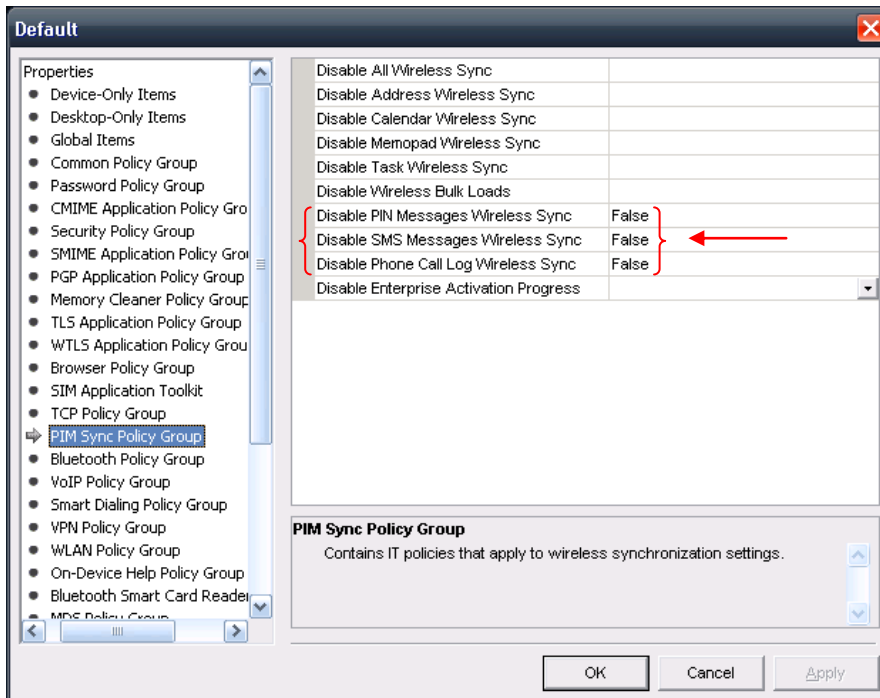 Default
Properties
Device-Only Items
Desktop-Only Items
Global Items
Common Policy Group
Password Policy Group
CMIME Application Policy Gro
Security Policy Group
SMIME Application Policy Grou
PGP Application Policy Group
Memory Cleaner Policy Group
TLS Application Policy Group
WTLS Application Policy Grou
Browser Policy Group
SIM Application Toolkit
TCP Policy Group
PIM Sync Policy Group
Bluetooth Policy Group
VoIP Policy Group
Smart Dialing Policy Group
VPN Policy Group
WLAN Policy Group
On-Device Help Policy Group
Bluetooth Smart Card Reader
MDS Policy Group
Disable All Wireless Sync
Disable Address Wireless Sync
Disable Calendar Wireless Sync
Disable Memopad Wireless Sync
Disable Task Wireless Sync
Disable Wireless Bulk Loads
Disable PIN Messages Wireless Sync False
Disable SMS Messages Wireless Sync False
Disable Phone Call Log Wireless Sync False
Disable Enterprise Activation Progress
PIM Sync Policy Group
Contains IT policies that apply to wireless synchronization settings.
OK Cancel Apply